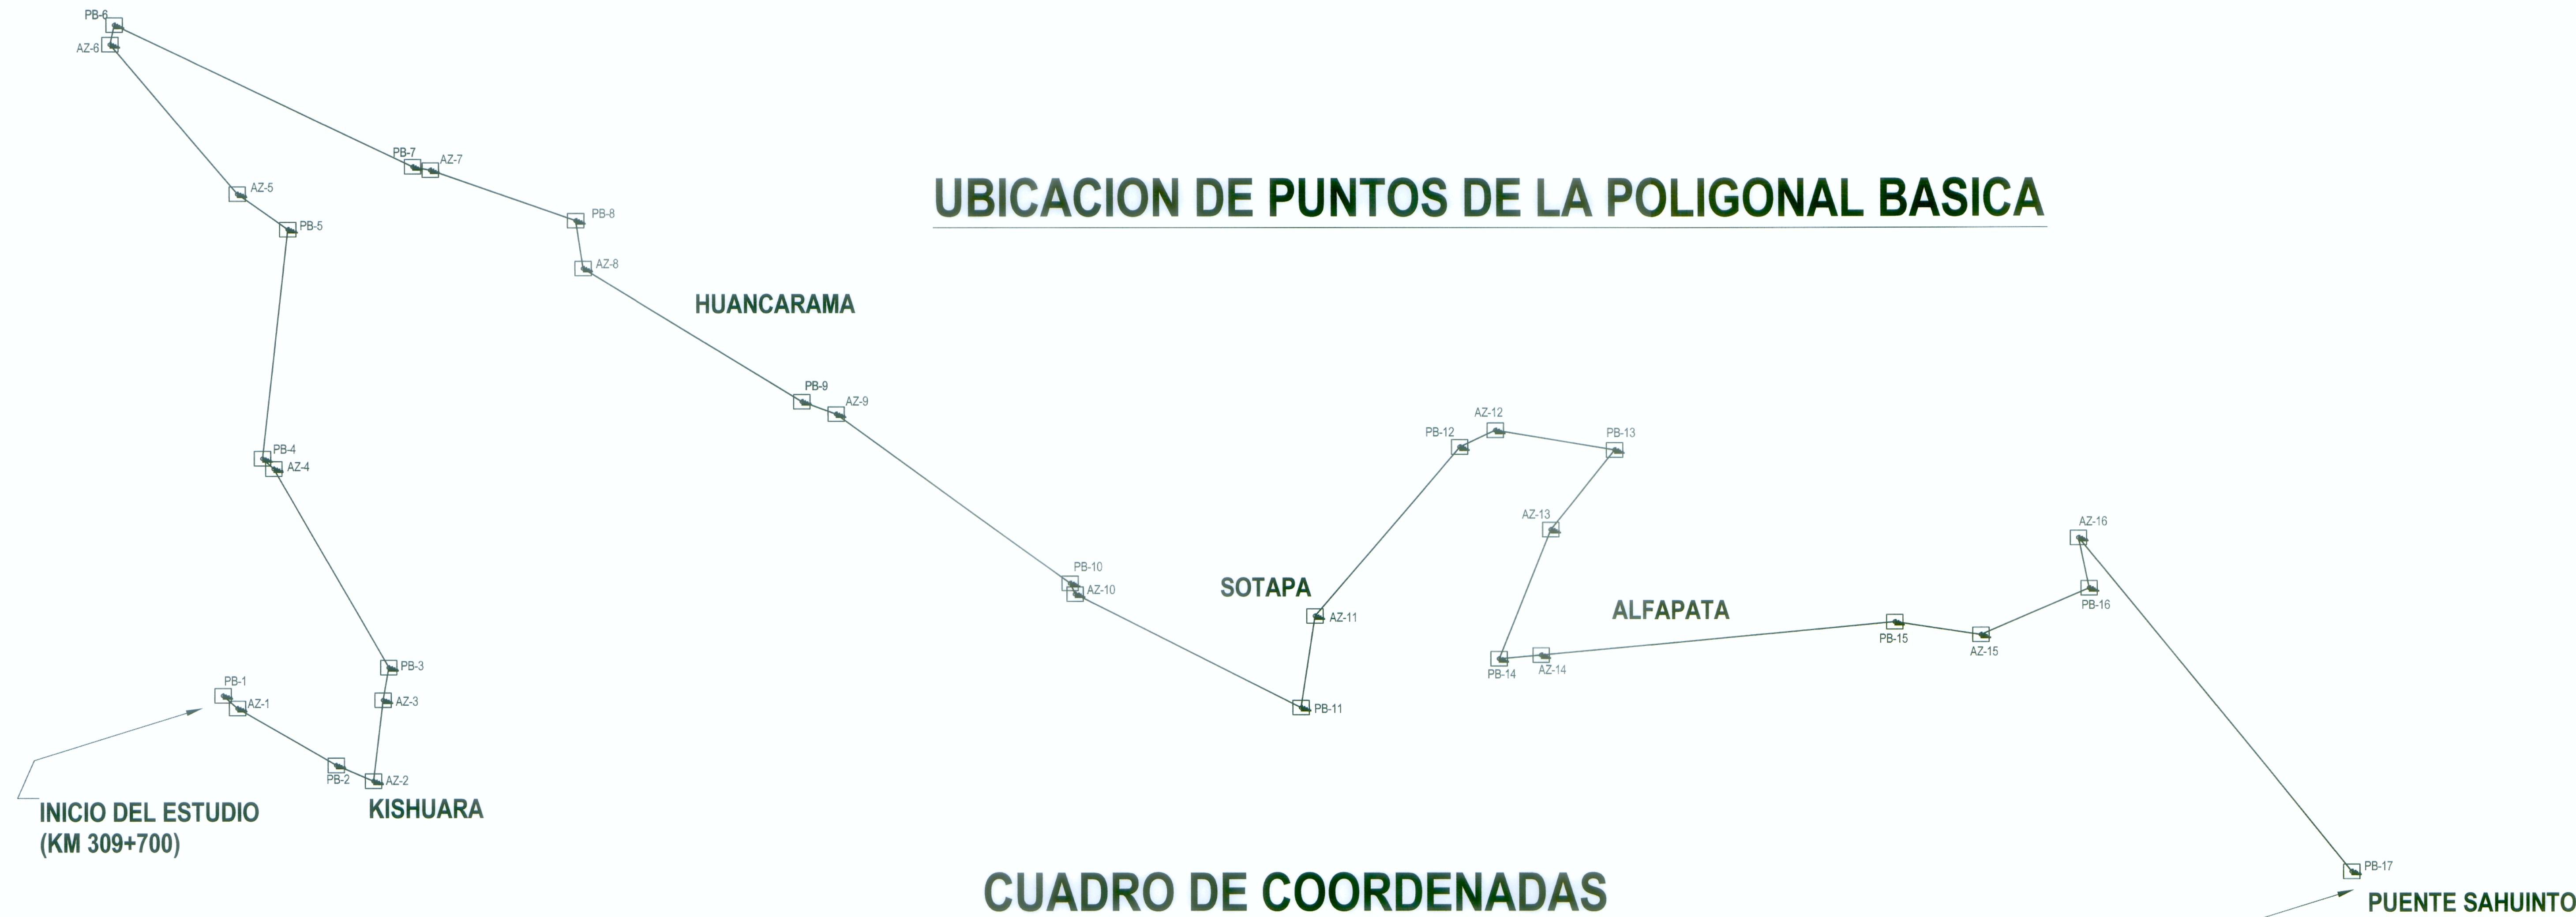 PB-6
AZ-6
PB-7
AZ-7
AZ-5
PB-5
PB-8
AZ-8
UBICACION DE PUNTOS DE LA POLIGONAL BASICA
HUANCARAMA
PB-9
AZ-9
PB-4
AZ-4
AZ-12
PB-12
PB-13
AZ-13
AZ-16
PB-10
AZ-10
SOTAPA
AZ-11
ALFAPATA
PB-16
PB-15
AZ-15
PB-14
AZ-14
PB-3
AZ-3
PB-1
AZ-1
PB-11
PB-2
AZ-2
INICIO DEL ESTUDIO
(KM 309+700)
KISHUARA
PB-17
CUADRO DE COORDENADAS
PUENTE SAHUINTO